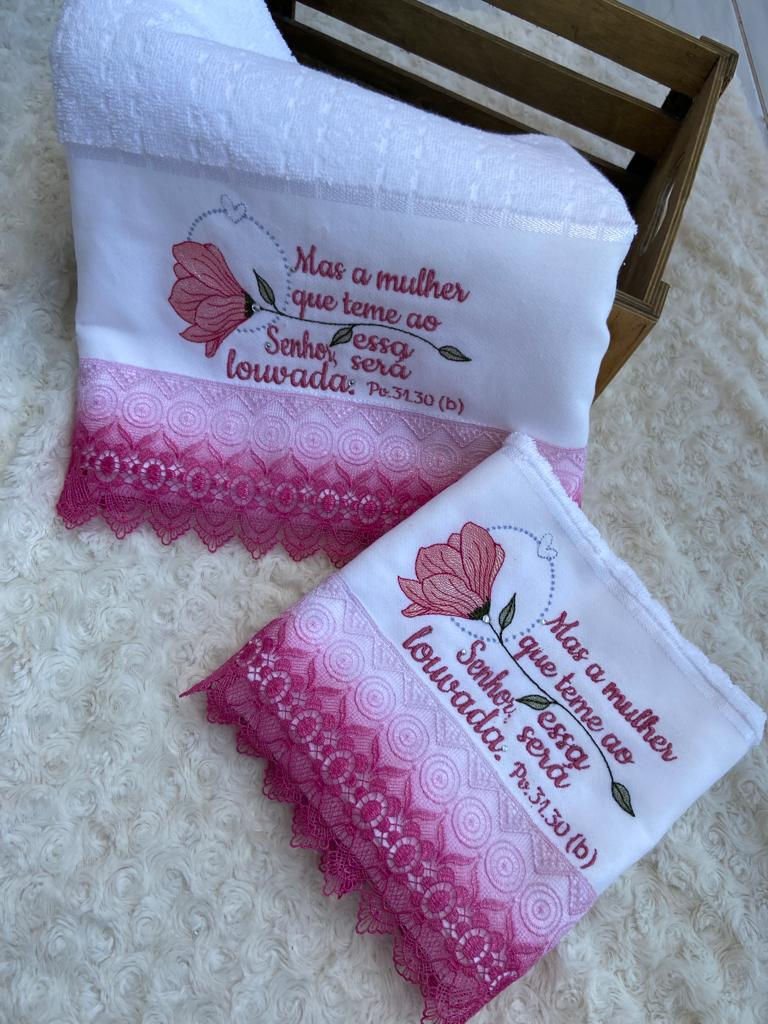 Mas a mulher
que teme ao
Senhor, essa
será
louvada. Pv.31.30 (b)
Mas a mulher
que teme ao
Senhor, essa
será
louvada. Pv.31.30 (b)